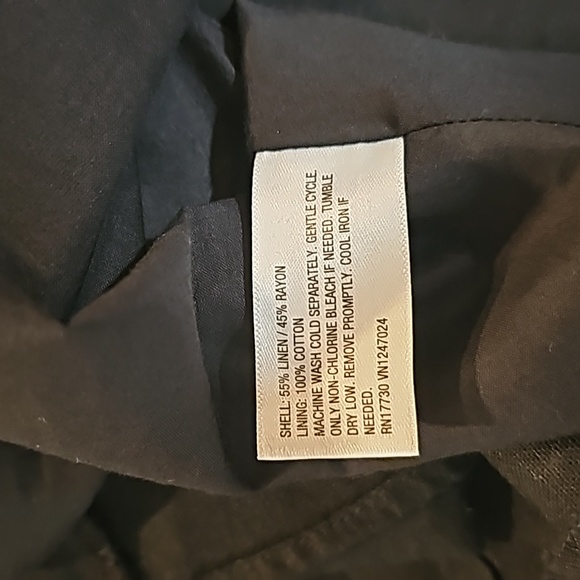 SHELL: 55% LINEN / 45% RAYON
LINING: 100% COTTON
MACHINE WASH COLD SEPARATELY. GENTLE CYCLE.
ONLY NON-CHLORINE BLEACH IF NEEDED. TUMBLE
DRY LOW. REMOVE PROMPTLY. COOL IRON IF
NEEDED.
RN17730 VN1247024